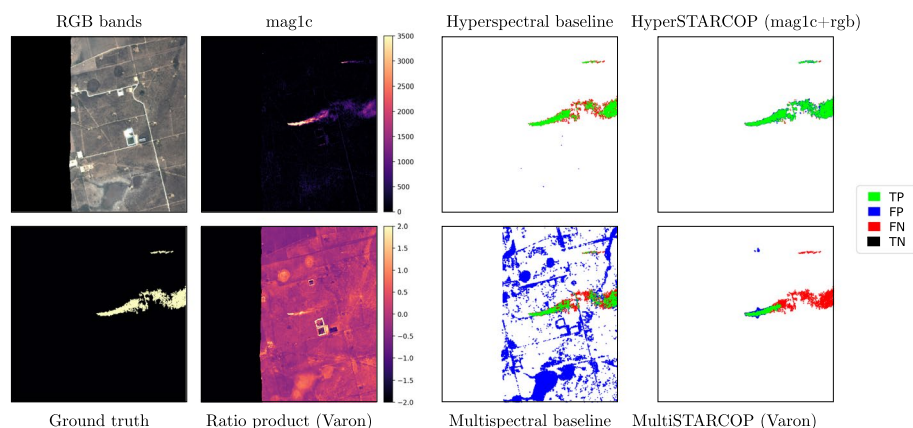 RGB bands
mag1c
Hyperspectral baseline
HyperSTARCOP (mag1c+rgb)
3500
3000
2500
2000
1500
1000
500
0
TP
FP
FN
TN
2.0
1.5
1.0
0.5
0.0
−0.5
−1.0
−1.5
−2.0
Ground truth
Ratio product (Varon)
Multispectral baseline
MultiSTARCOP (Varon)